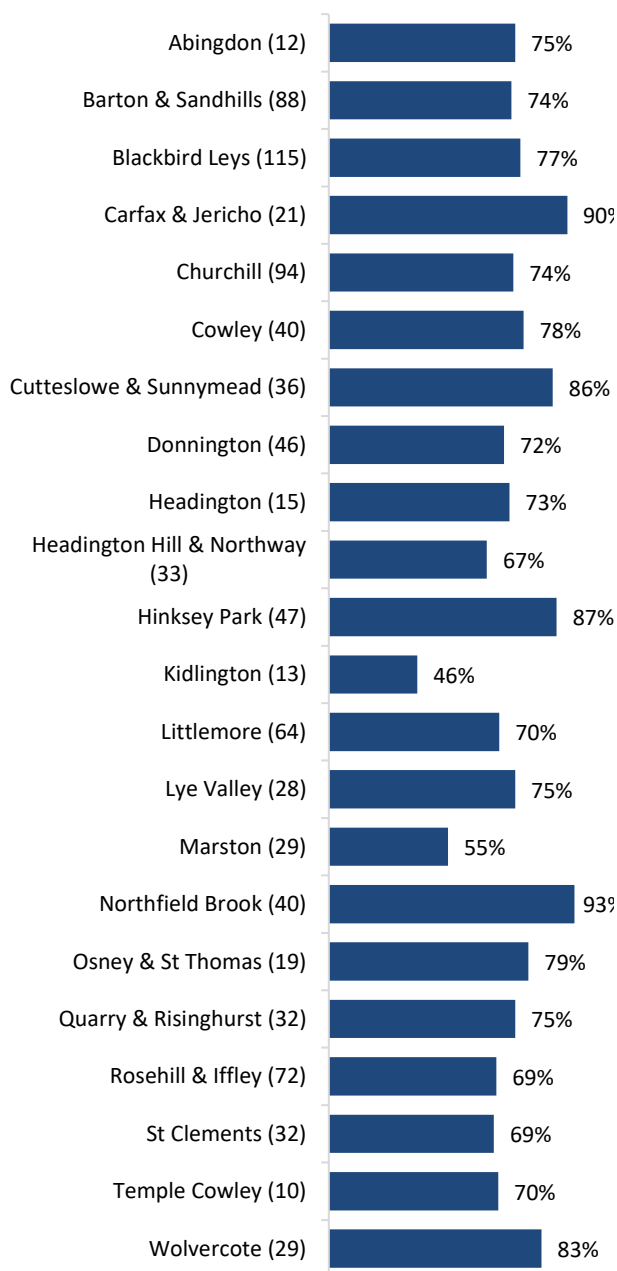 Abingdon (12) 75%
Barton & Sandhills (88) 74%
Blackbird Leys (115) 77%
Carfax & Jericho (21) 90%
Churchill (94) 74%
Cowley (40) 78%
Cutteslowe & Sunnymead (36) 86%
Donnington (46) 72%
Headington (15) 73%
Headington Hill & Northway
(33) 67%
Hinksey Park (47) 87%
Kidlington (13) 46%
Littlemore (64) 70%
Lye Valley (28) 75%
Marston (29) 55%
Northfield Brook (40) 93%
Osney & St Thomas (19) 79%
Quarry & Risinghurst (32) 75%
Rosehill & Iffley (72) 69%
St Clements (32) 69%
Temple Cowley (10) 70%
Wolvercote (29) 83%